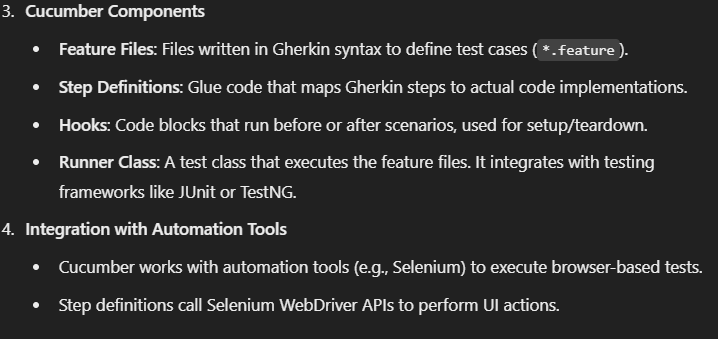 3. Cucumber Components
• Feature Files: Files written in Gherkin syntax to define test cases (*.feature).
• Step Definitions: Glue code that maps Gherkin steps to actual code implementations.
• Hooks: Code blocks that run before or after scenarios, used for setup/teardown.
• Runner Class: A test class that executes the feature files. It integrates with testing
frameworks like JUnit or TestNG.
4. Integration with Automation Tools
• Cucumber works with automation tools (e.g., Selenium) to execute browser-based tests.
• Step definitions call Selenium WebDriver APIs to perform UI actions.